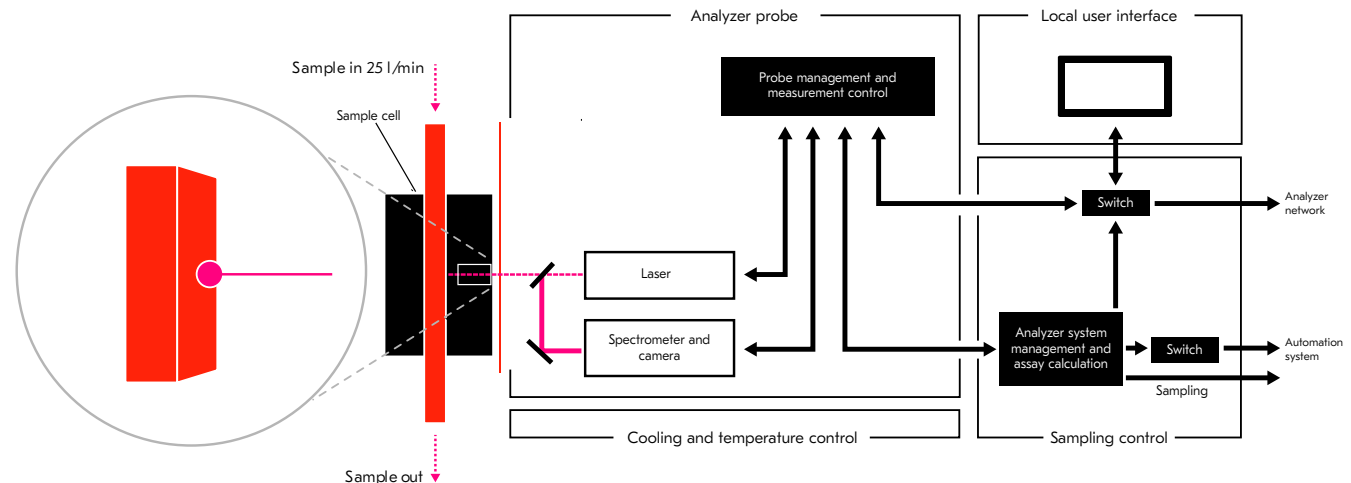 Analyzer probe
Local user interface
Sample in 25 l/min
Probe management and
measurement control
Sample cell
Switch
Analyzer
network
Laser
Spectrometer and
camera
Analyzer system
management and
assay calculation
Switch
Automation
system
Sampling
Cooling and temperature control
Sampling control
Sample out